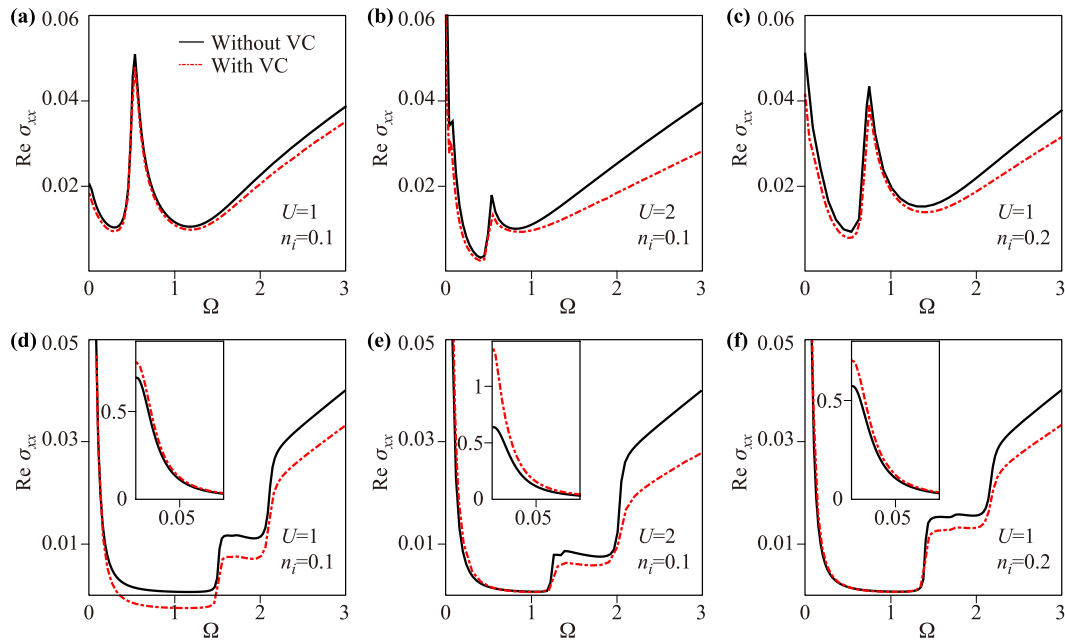 (a)
0.06
0.04
0.02
Re σxx
Without VC
With VC
U=1
ni=0.1
0
1
2
3
Ω
(b)
0.06
0.04
0.02
Re σxx
U=2
ni=0.1
0
1
2
3
Ω
(c)
0.06
0.04
0.02
Re σxx
U=1
ni=0.2
0
1
2
3
Ω
(d)
0.05
0.03
0.01
Re σxx
0.5
0
0.05
U=1
ni=0.1
0
1
2
3
Ω
(e)
0.05
0.03
0.01
Re σxx
1
0.5
0
0.05
U=2
ni=0.1
0
1
2
3
Ω
(f)
0.05
0.03
0.01
Re σxx
0.5
0
0.05
U=1
ni=0.2
0
1
2
3
Ω